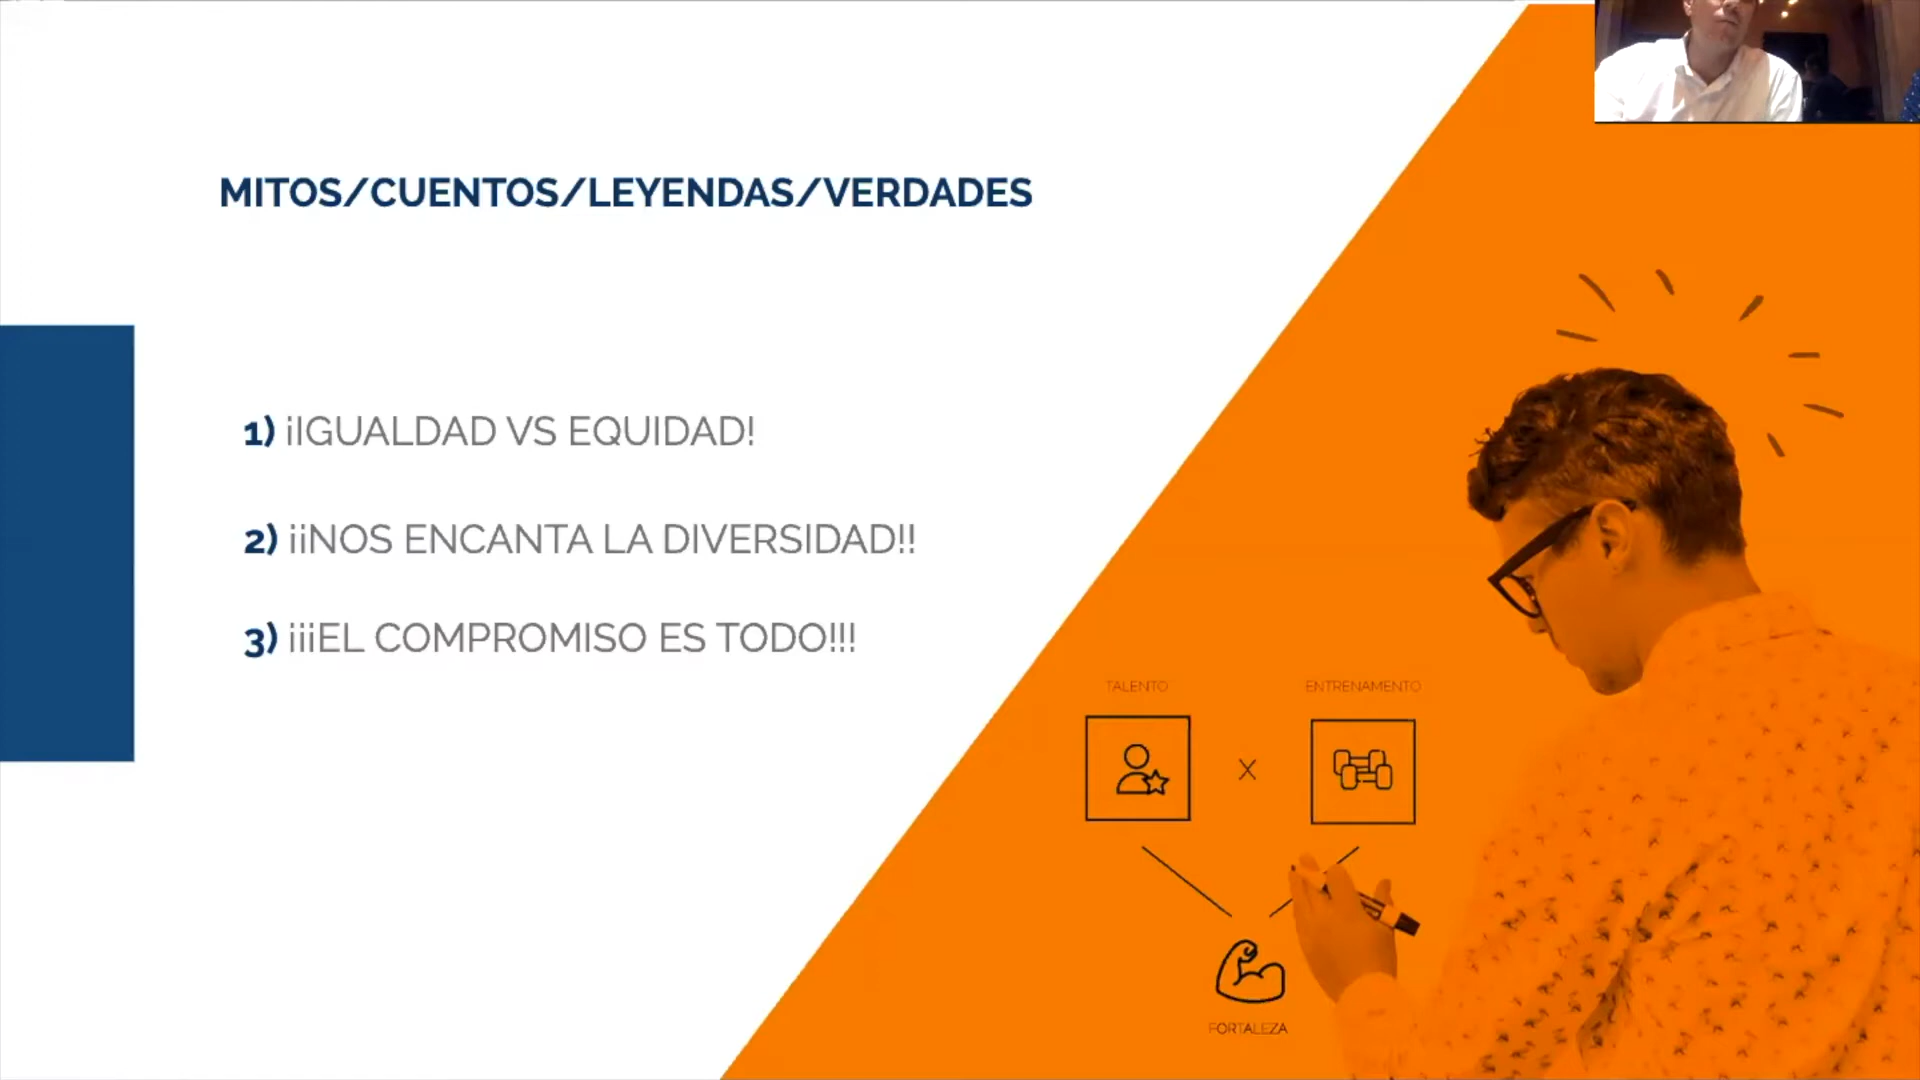 MITOS/CUENTOS/LEYENDAS/VERDADES
1) ¡IGUALDAD VS EQUIDAD!
2) ¡¡NOS ENCANTA LA DIVERSIDAD!!
3) ¡¡¡EL COMPROMISO ES TODO!!!
TALENTO
ENTRENAMENTO
X
FORTALEZA